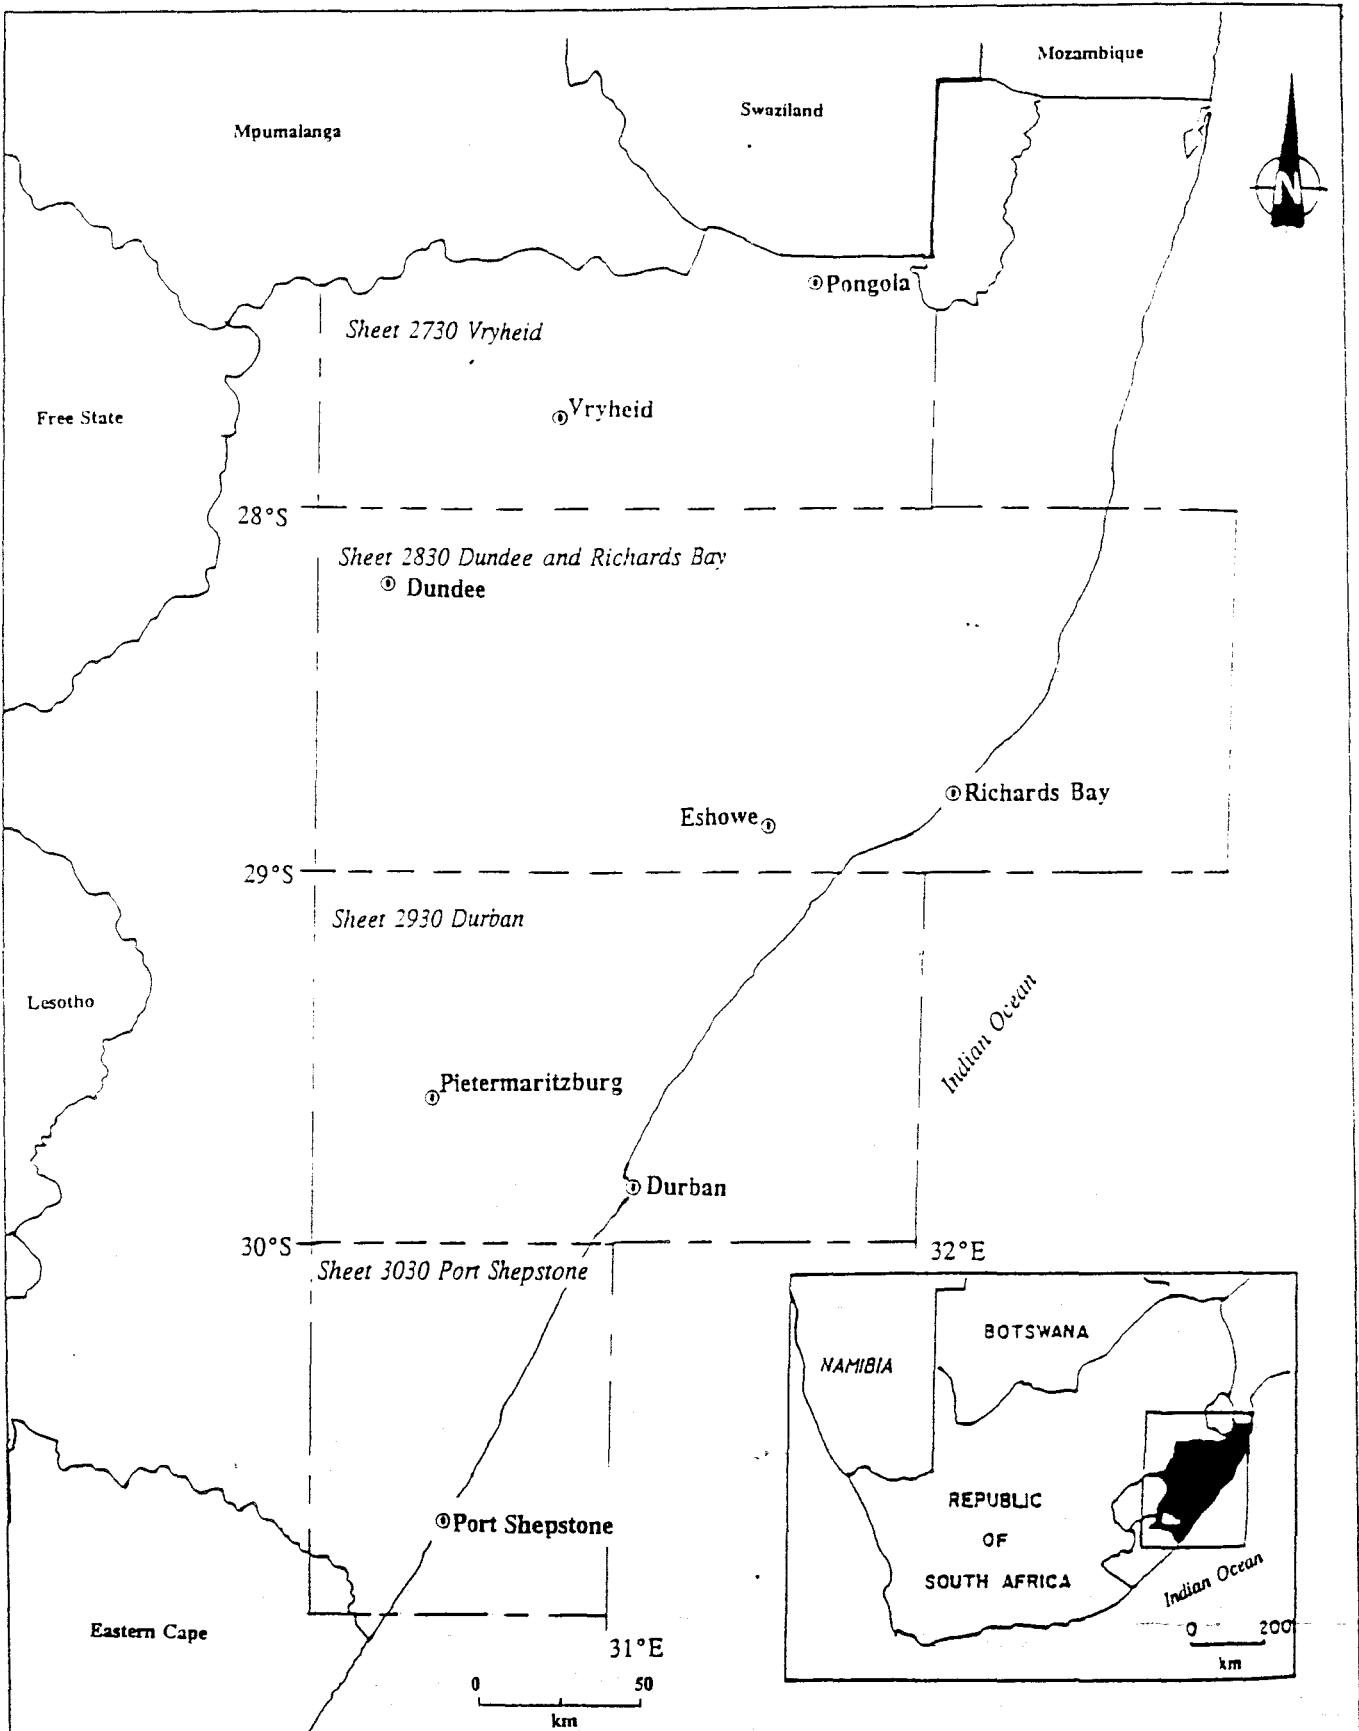 Mozambique
Swaziland
Mpumalanga
N
Pongola
Sheet 2730 Vryheid
Free State
Vryheid
28°S
Sheet 2830 Dundee and Richards Bay
Dundee
Richards Bay
Eshowe
29°S
Sheet 2930 Durban
Lesotho
Indian Ocean
Pietermaritzburg
Durban
30°S
32°E
Sheet 3030 Port Shepstone
BOTSWANA
NAMIBIA
REPUBLIC
OF
SOUTH AFRICA
Indian Ocean
0 200
km
Port Shepstone
Eastern Cape
31°E
0 50
km